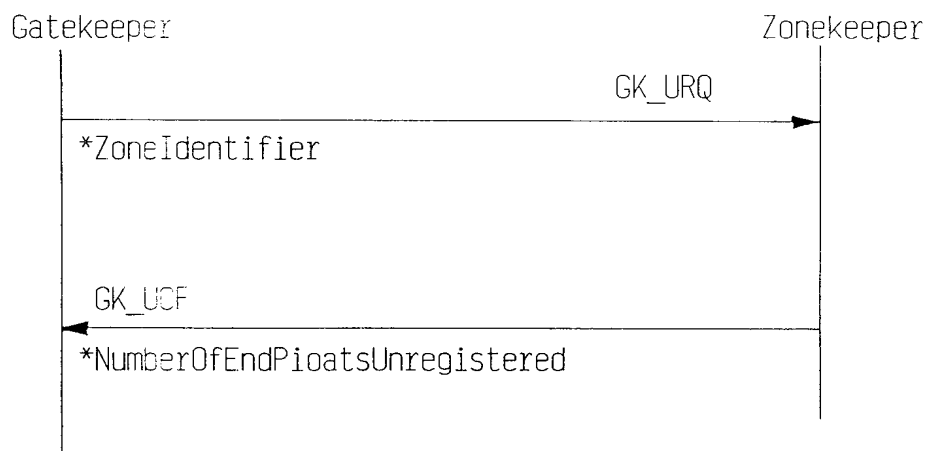 Gatekeeper
Zonekeeper
GK_URQ
*ZoneIdentifier
GK_UCF
*NumberOfEndPioatsUnregistered